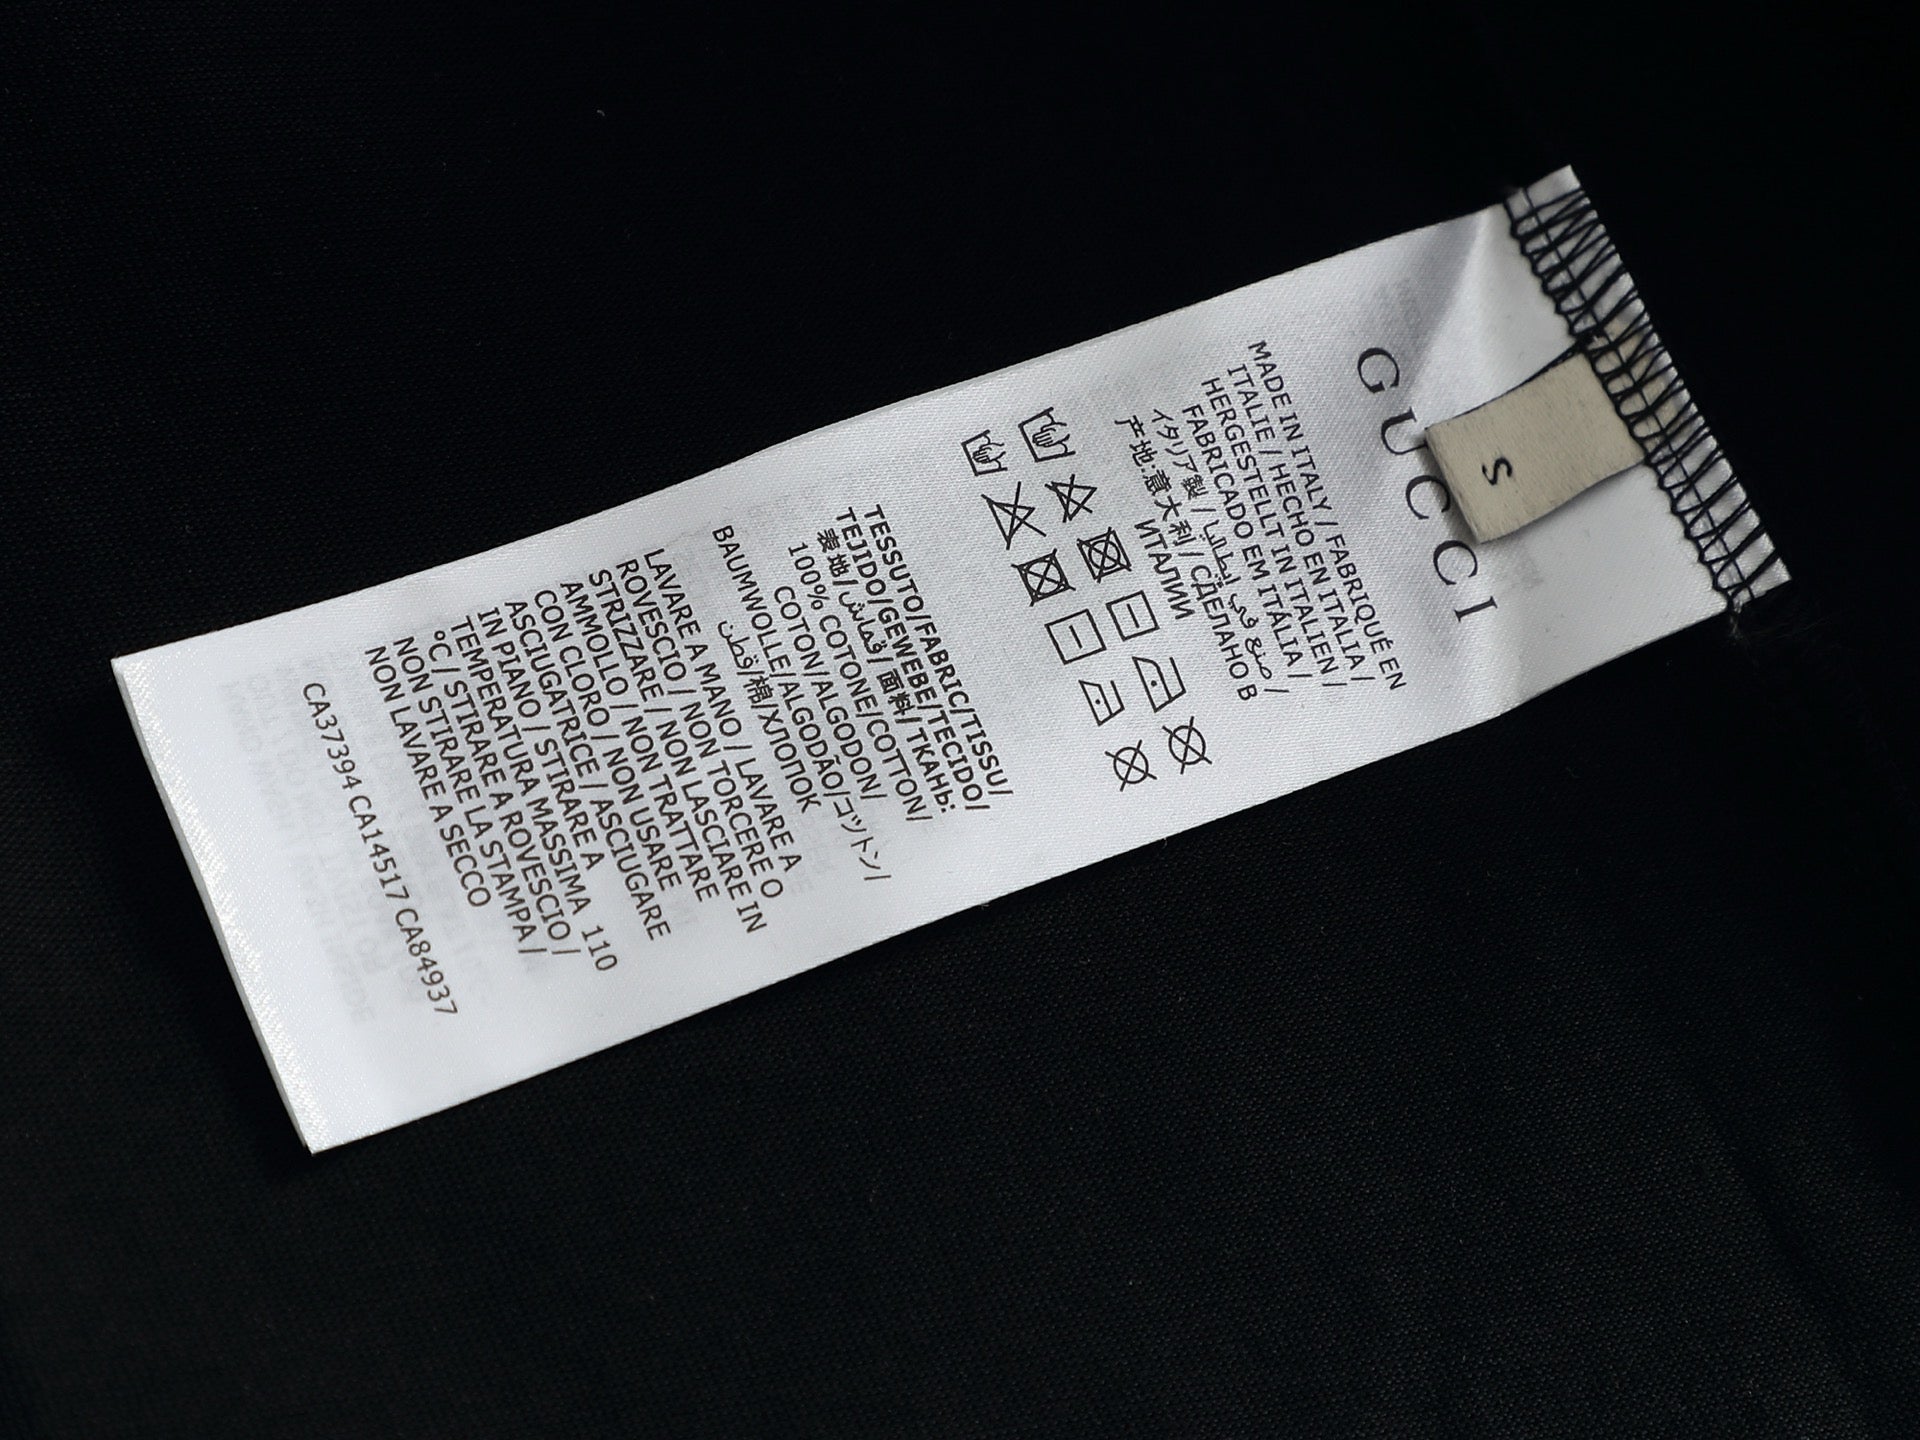 GUCCI
S
MADE IN ITALY / FABRIQUÉ EN
ITALIE / HECHO EN ITALIA /
HERGESTELLT IN ITALIEN /
FABRICADO EM ITÁLIA /
イタリア製 / صنع في إيطاليا /
产地:意大利 / СДЕЛАНО В
ИТАЛИИ
TESSUTO/FABRIC/TISSU/
TEJIDO/GEWEBE/TECIDO/
表地/قماش/面料/ТКАНЬ:
100% COTONE/COTTON/
COTON/ALGODON/
BAUMWOLLE/ALGODÃO/コットン/
قطن/棉/ХЛОПОК
LAVARE A MANO / LAVARE A
ROVESCIO / NON TORCERE O
STRIZZARE / NON LASCIARE IN
AMMOLLO / NON TRATTARE
CON CLORO / NON USARE
ASCIUGATRICE / ASCIUGARE
IN PIANO / STIRARE A
TEMPERATURA MASSIMA 110
°C / STIRARE A ROVESCIO /
NON STIRARE LA STAMPA /
NON LAVARE A SECCO
CA37394 CA14517 CA84937